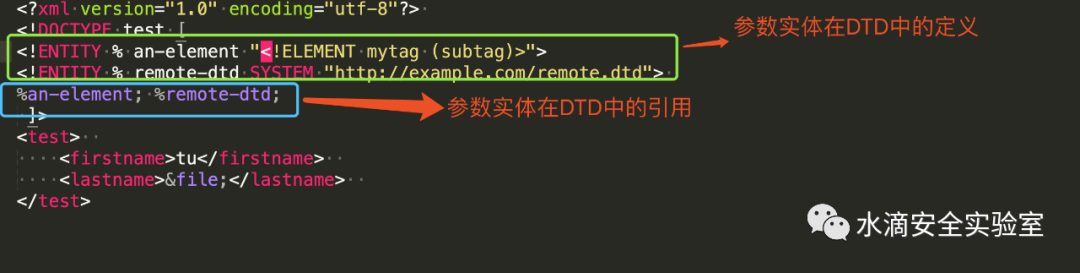 <?xml version="1.0" encoding="utf-8"?>
<!DOCTYPE test [
<!ENTITY % an-element "<!ELEMENT mytag (subtag)>">
参数实体在DTD中的定义
<!ENTITY % remote-dtd SYSTEM "http://example.com/remote.dtd">
%an-element; %remote-dtd;
参数实体在DTD中的引用
]>
<test>
<firstname>tu</firstname>
<lastname>&file;</lastname>
</test>
水滴安全实验室